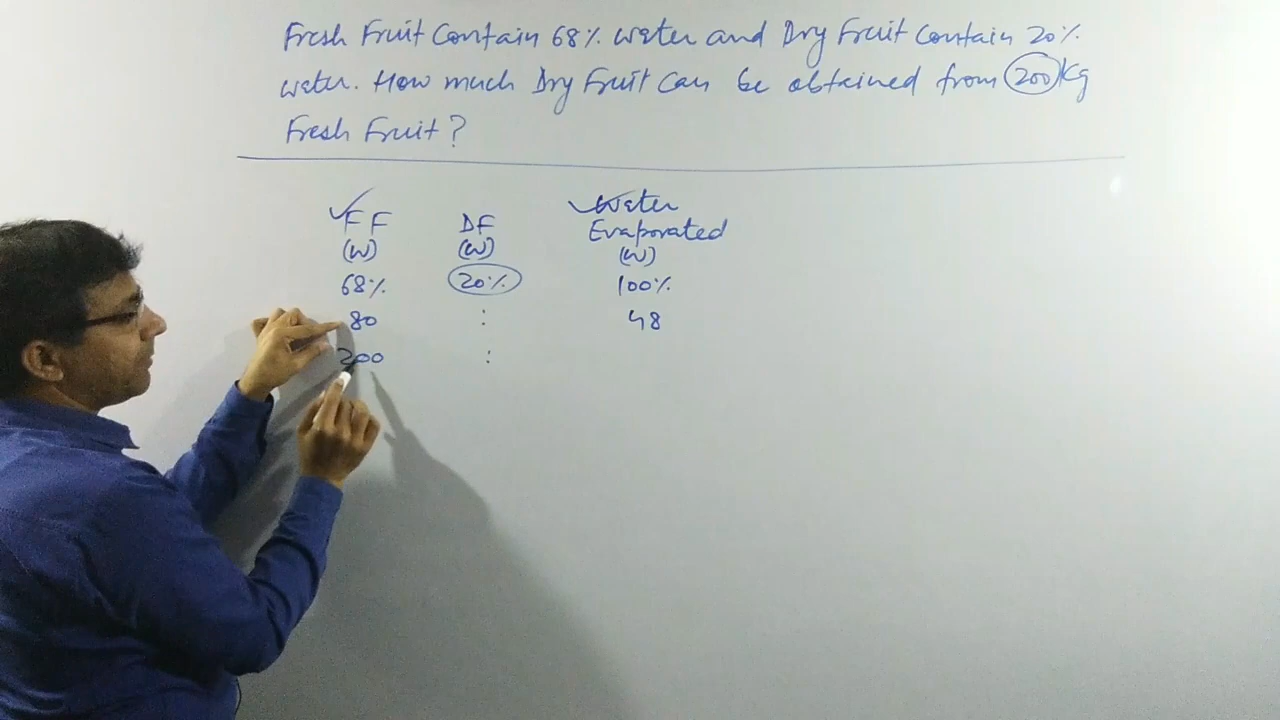 Fresh Fruit Contain 68% Water and Dry Fruit Contain 20%
Water. How much Dry Fruit Can be obtained from 200 Kg
Fresh Fruit?
FF DF Water
Evaporated
(W) (W) (W)
68% 20% 100%
80 : 48
200 :